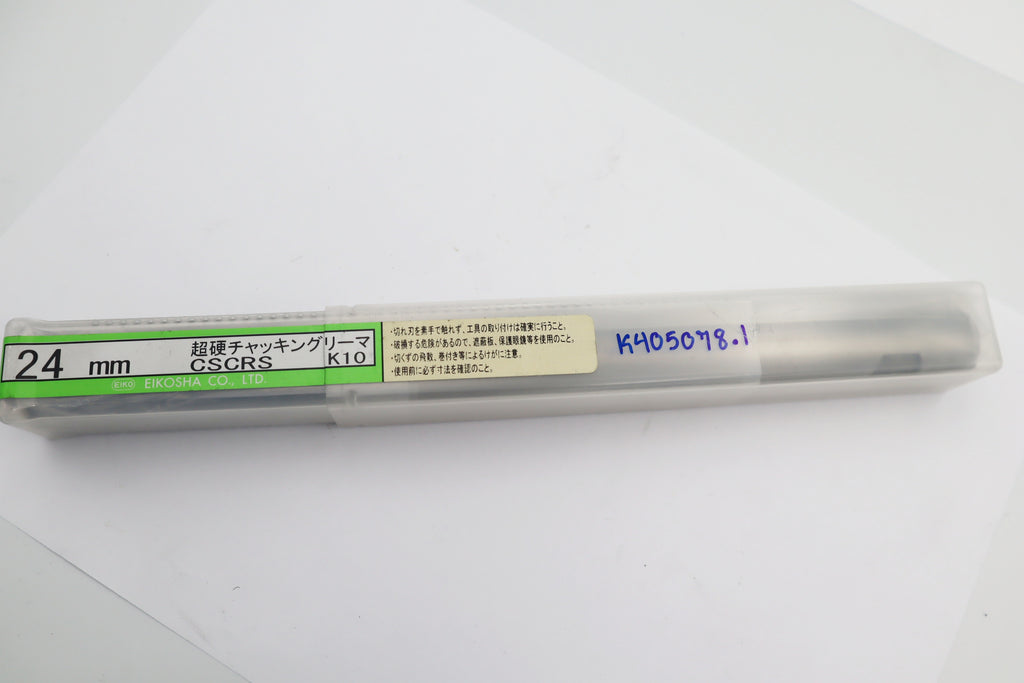 24 mm
超硬チャッキングリーマ
CSCRS K10
EIKO EIKOSHA CO., LTD.
・切れ刃を素手で触れず、工具の取り付けは確実に行うこと。
・破損する危険があるので、遮蔽板、保護眼鏡等を使用のこと。
・切くずの飛散、巻付き等によるけがに注意。
・使用前に必ず寸法を確認のこと。
K405078.1